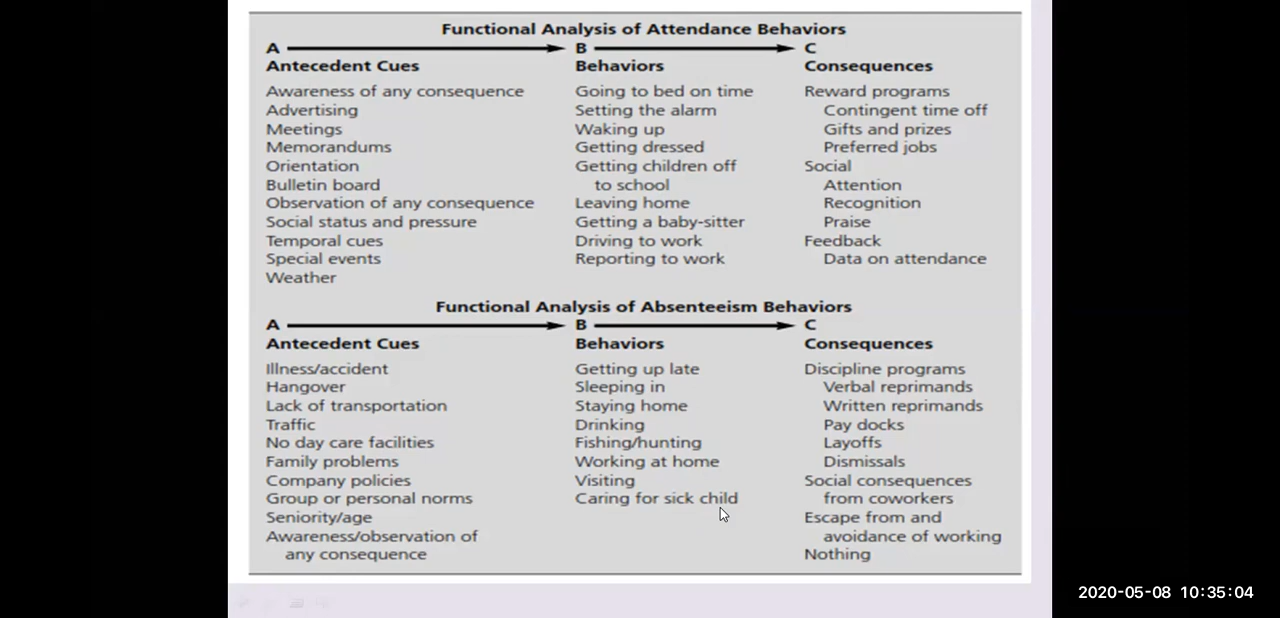 Functional Analysis of Attendance Behaviors
A B C
Antecedent Cues Behaviors Consequences
Awareness of any consequence Going to bed on time Reward programs
Advertising Setting the alarm Contingent time off
Meetings Waking up Gifts and prizes
Memorandums Getting dressed Preferred jobs
Orientation Getting children off Social
Bulletin board to school Attention
Observation of any consequence Leaving home Recognition
Social status and pressure Getting a baby-sitter Praise
Temporal cues Driving to work Feedback
Special events Reporting to work Data on attendance
Weather
Functional Analysis of Absenteeism Behaviors
A B C
Antecedent Cues Behaviors Consequences
Illness/accident Getting up late Discipline programs
Hangover Sleeping in Verbal reprimands
Lack of transportation Staying home Written reprimands
Traffic Drinking Pay docks
No day care facilities Fishing/hunting Layoffs
Family problems Working at home Dismissals
Company policies Visiting Social consequences
Group or personal norms Caring for sick child from coworkers
Seniority/age Escape from and
Awareness/observation of avoidance of working
any consequence Nothing
2020-05-08 10:35:04